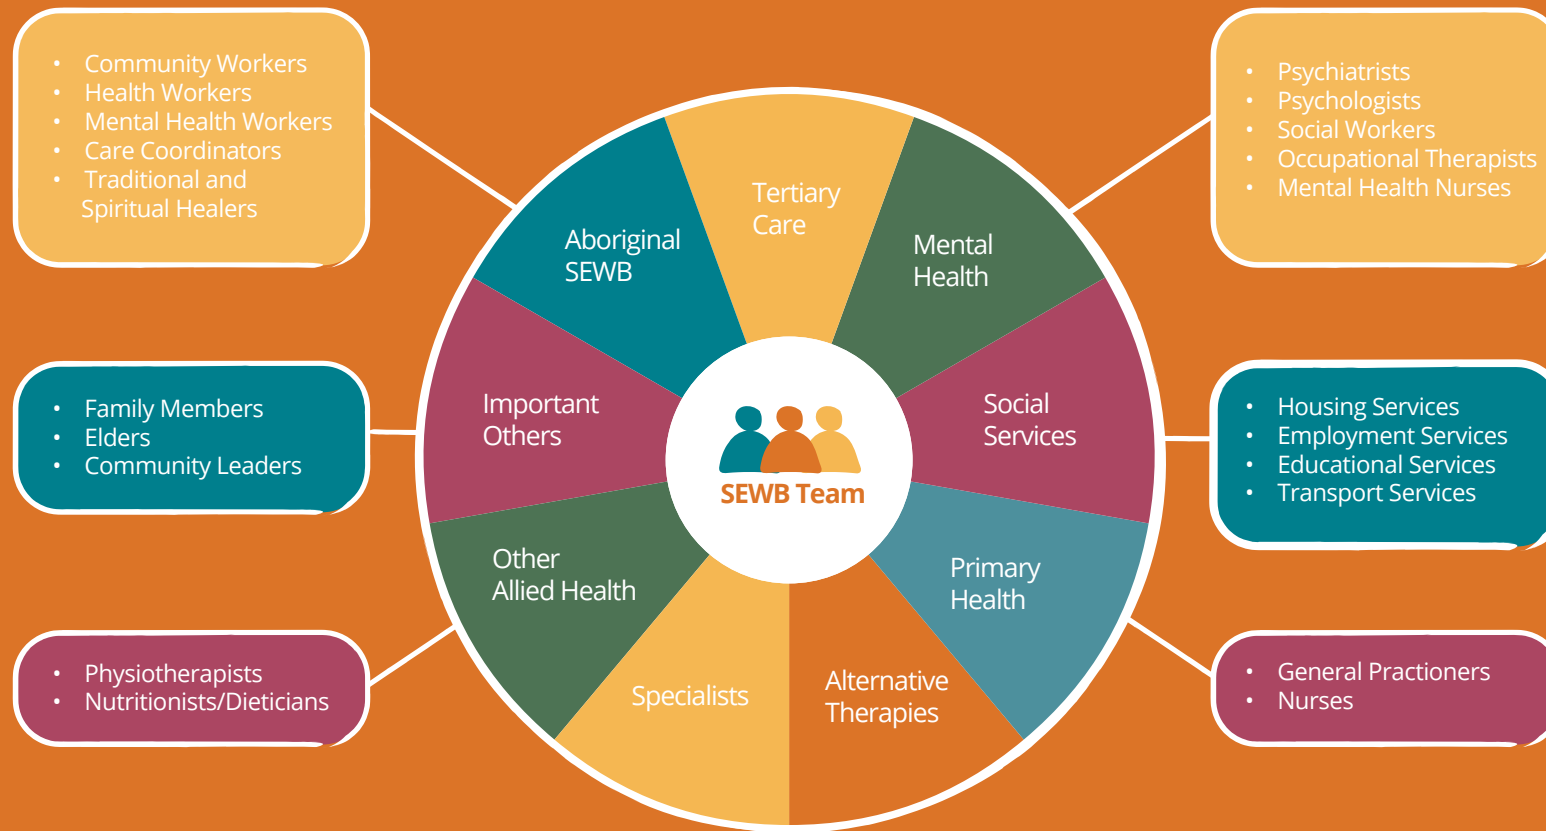 • Community Workers
• Health Workers
• Mental Health Workers
• Care Coordinators
• Traditional and
Spiritual Healers
• Family Members
• Elders
• Community Leaders
• Physiotherapists
• Nutritionists/Dieticians
Tertiary
Care
Mental
Health
Social
Services
Primary
Health
Alternative
Therapies
Specialists
Other
Allied Health
Important
Others
Aboriginal
SEWB
SEWB Team
• Psychiatrists
• Psychologists
• Social Workers
• Occupational Therapists
• Mental Health Nurses
• Housing Services
• Employment Services
• Educational Services
• Transport Services
• General Practioners
• Nurses